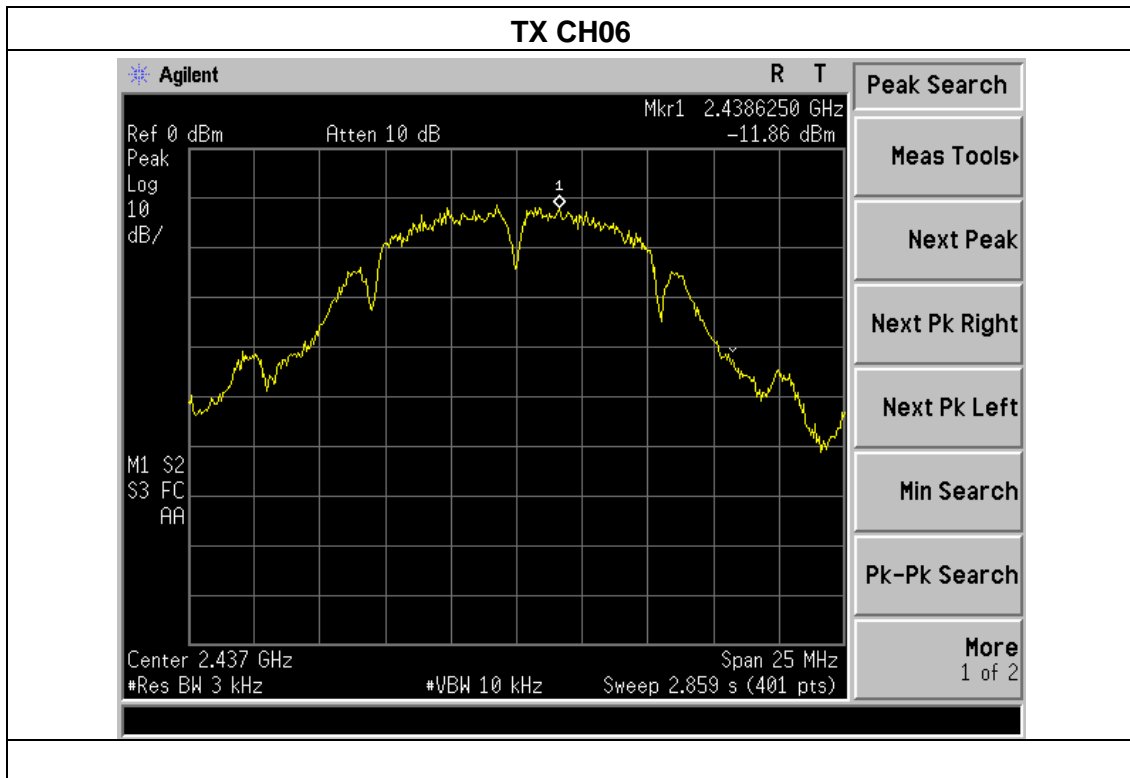 TX CH06
Agilent R T
Peak Search
Mkr1 2.4386250 GHz
Ref 0 dBm Atten 10 dB -11.86 dBm
Peak
Log
10
dB/
1
M1 S2
S3 FC
AA
Center 2.437 GHz Span 25 MHz
#Res BW 3 kHz #VBW 10 kHz Sweep 2.859 s (401 pts)
Meas Tools
Next Peak
Next Pk Right
Next Pk Left
Min Search
Pk-Pk Search
More
1 of 2